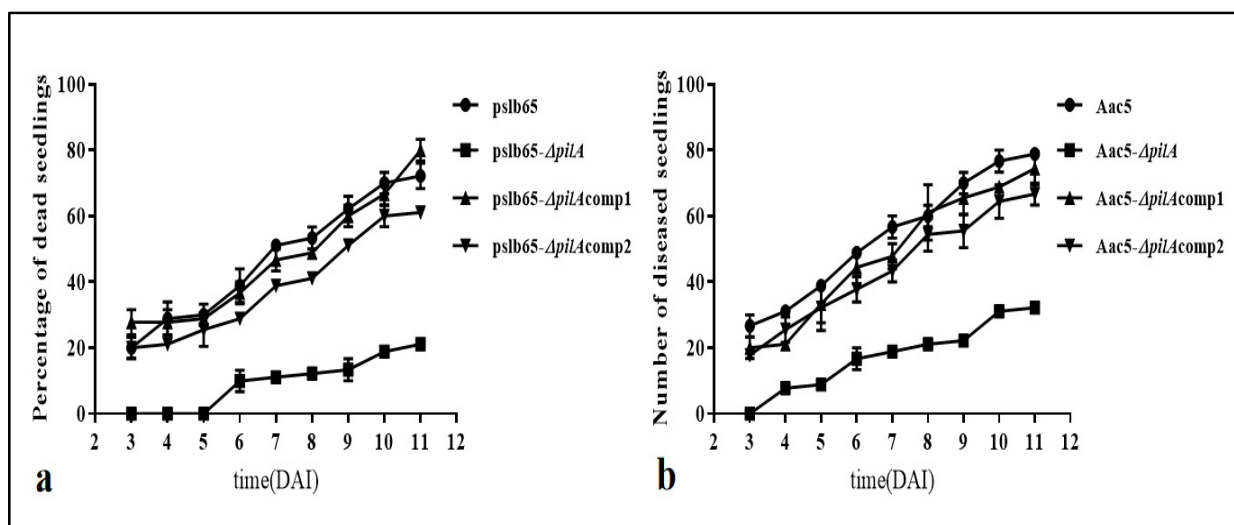 Percentage of dead seedlings
100
80
60
40
20
0
2 3 4 5 6 7 8 9 10 11 12
time(DAI)
a
pslb65
pslb65-ΔpilA
pslb65-ΔpilAcomp1
pslb65-ΔpilAcomp2
Number of diseased seedlings
100
80
60
40
20
0
2 3 4 5 6 7 8 9 10 11 12
time(DAI)
b
Aac5
Aac5-ΔpilA
Aac5-ΔpilAcomp1
Aac5-ΔpilAcomp2